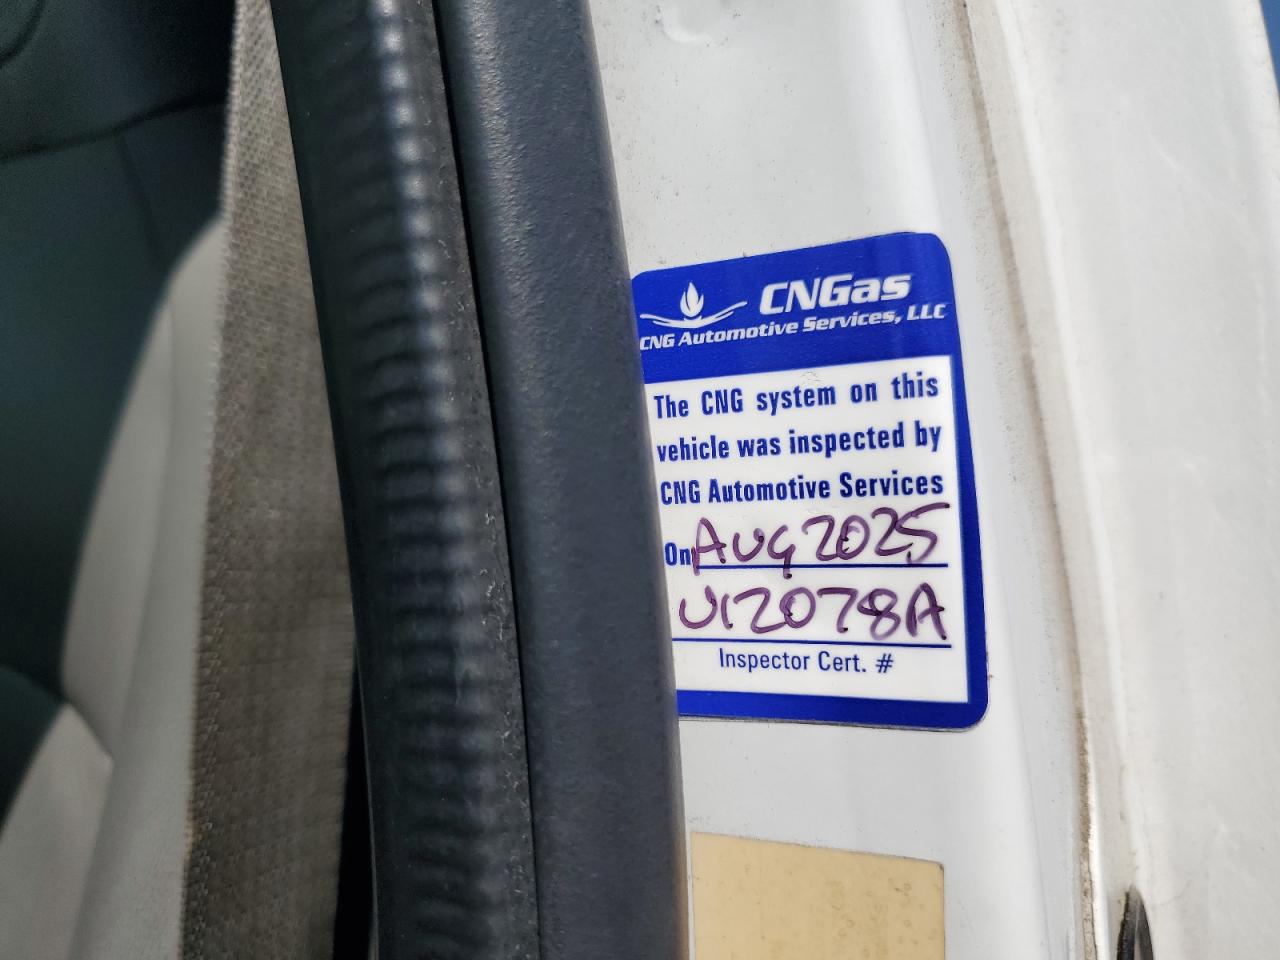 CNGas
CNG Automotive Services, LLC
The CNG system on this
vehicle was inspected by
CNG Automotive Services
On AUG 2025
U12078A
Inspector Cert. #